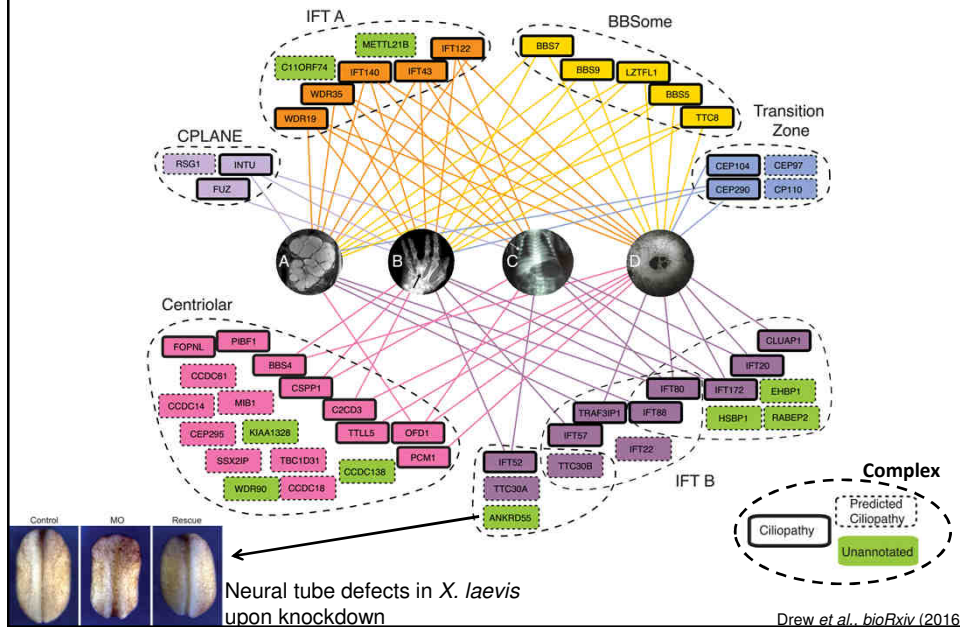 IFT A
BBSome
METTL21B
IFT122
BBS7
C11ORF74
IFT140
IFT43
BBS9
LZTFL1
WDR35
BBS5
WDR19
TTC8
Transition
Zone
CPLANE
RSG1
INTU
CEP104
CEP97
FUZ
CEP290
CP110
A
B
C
D
Centriolar
FOPNL
PIBF1
CLUAP1
BBS4
IFT20
CCDC61
CSPP1
IFT80
IFT172
EHBP1
CCDC14
MIB1
C2CD3
TRAF3IP1
IFT88
HSBP1
RABEP2
CEP295
KIAA1328
TTLL5
OFD1
IFT57
IFT22
SSX2IP
TBC1D31
PCM1
IFT52
TTC30B
IFT B
CCDC138
WDR90
CCDC18
TTC30A
ANKRD55
Complex
Ciliopathy
Predicted
Ciliopathy
Unannotated
Control
MO
Rescue
Neural tube defects in X. laevis
upon knockdown
Drew et al., bioRxiv (2016